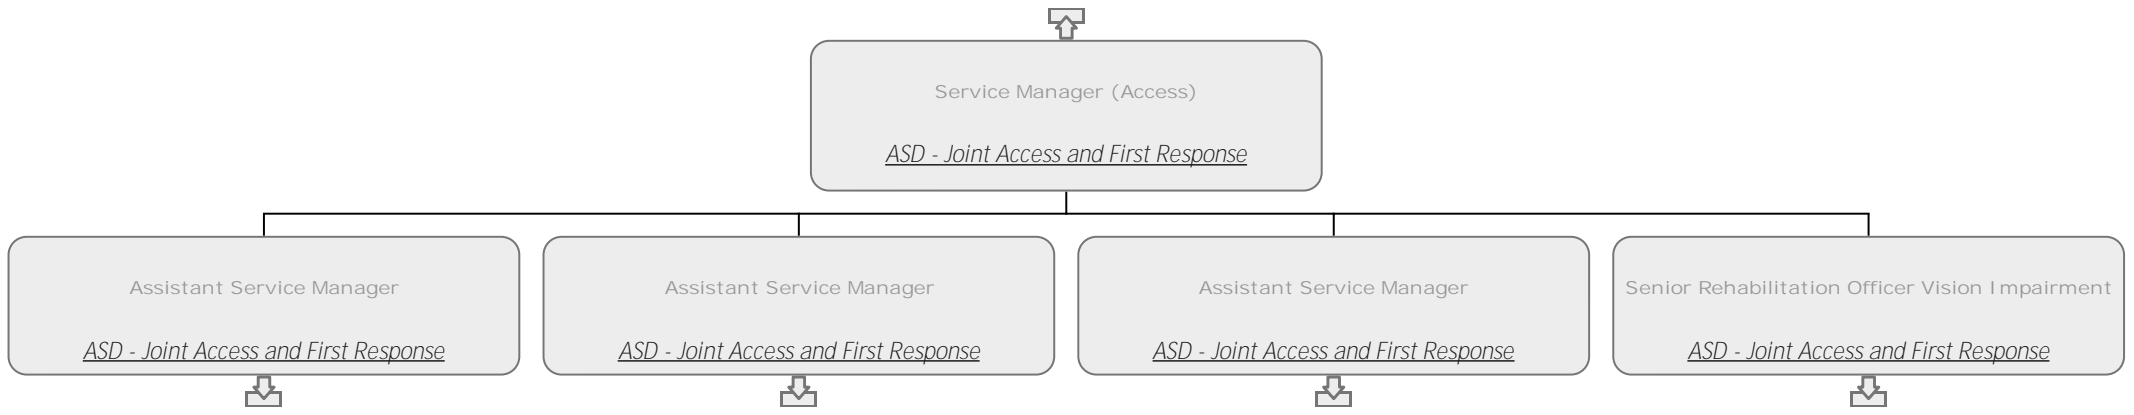 Service Manager (Access)
ASD - Joint Access and First Response
Assistant Service Manager
ASD - Joint Access and First Response
Assistant Service Manager
ASD - Joint Access and First Response
Assistant Service Manager
ASD - Joint Access and First Response
Senior Rehabilitation Officer Vision Impairment
ASD - Joint Access and First Response